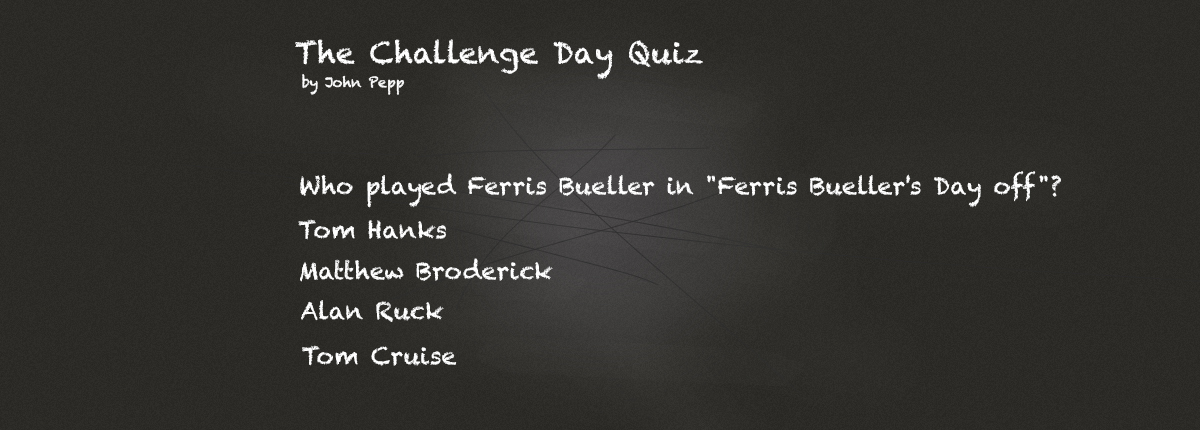 The Challenge Day Quiz
by John Pepp
Who played Ferris Bueller in "Ferris Bueller's Day off"?
Tom Hanks
Matthew Broderick
Alan Ruck
Tom Cruise